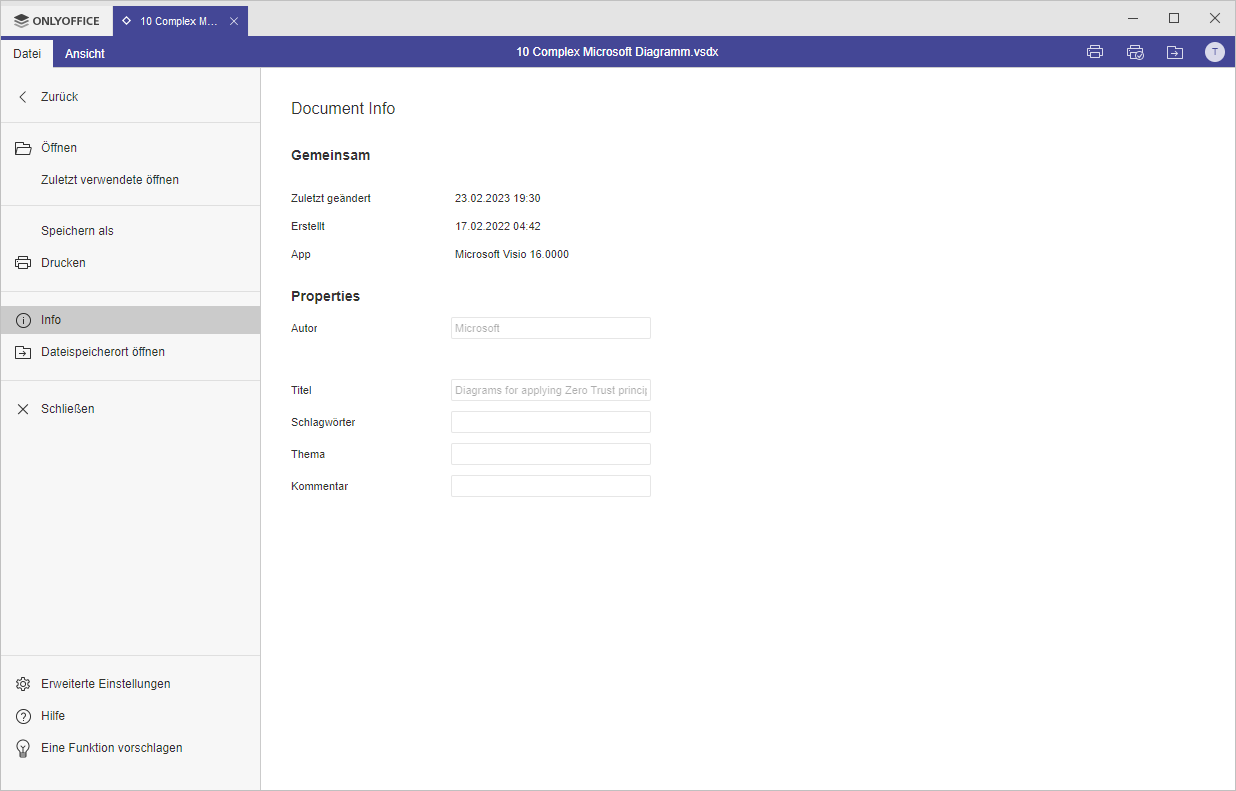 ONLYOFFICE
10 Complex M...
Datei
Ansicht
10 Complex Microsoft Diagramm.vsdx
T
Zurück
Öffnen
Zuletzt verwendete öffnen
Speichern als
Drucken
Info
Dateispeicherort öffnen
Schließen
Erweiterte Einstellungen
Hilfe
Eine Funktion vorschlagen
Document Info
Gemeinsam
Zuletzt geändert 23.02.2023 19:30
Erstellt 17.02.2022 04:42
App Microsoft Visio 16.0000
Properties
Autor Microsoft
Titel Diagrams for applying Zero Trust princip
Schlagwörter
Thema
Kommentar